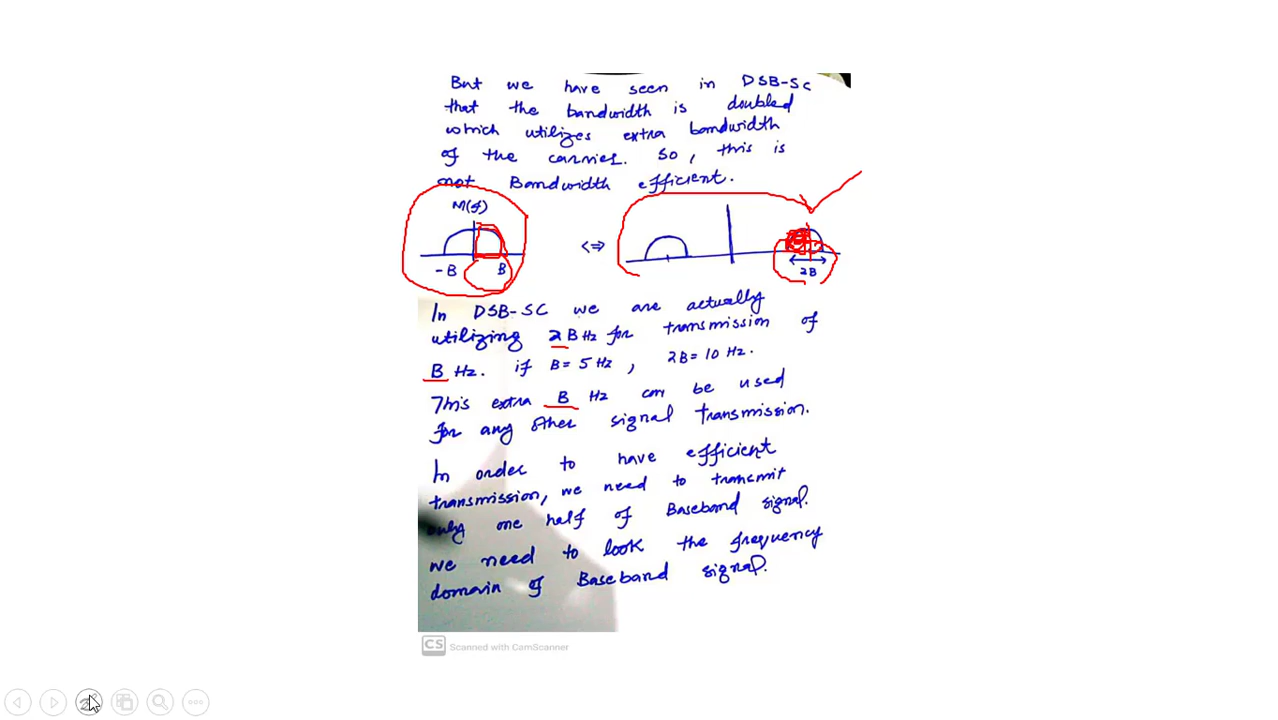 But we have seen in DSB-SC
that the bandwidth is doubled
which utilizes extra bandwidth
of the carrier. So, this is
not Bandwidth efficient.
M(f)
<=>
-B B
2B
In DSB-SC we are actually
utilizing 2B Hz for transmission of
B Hz. if B = 5 Hz, 2B = 10 Hz.
This extra B Hz can be used
for any other signal transmission.
In order to have efficient
transmission, we need to transmit
only one half of Baseband signal.
we need to look the frequency
domain of Baseband signal.
CS Scanned with CamScanner